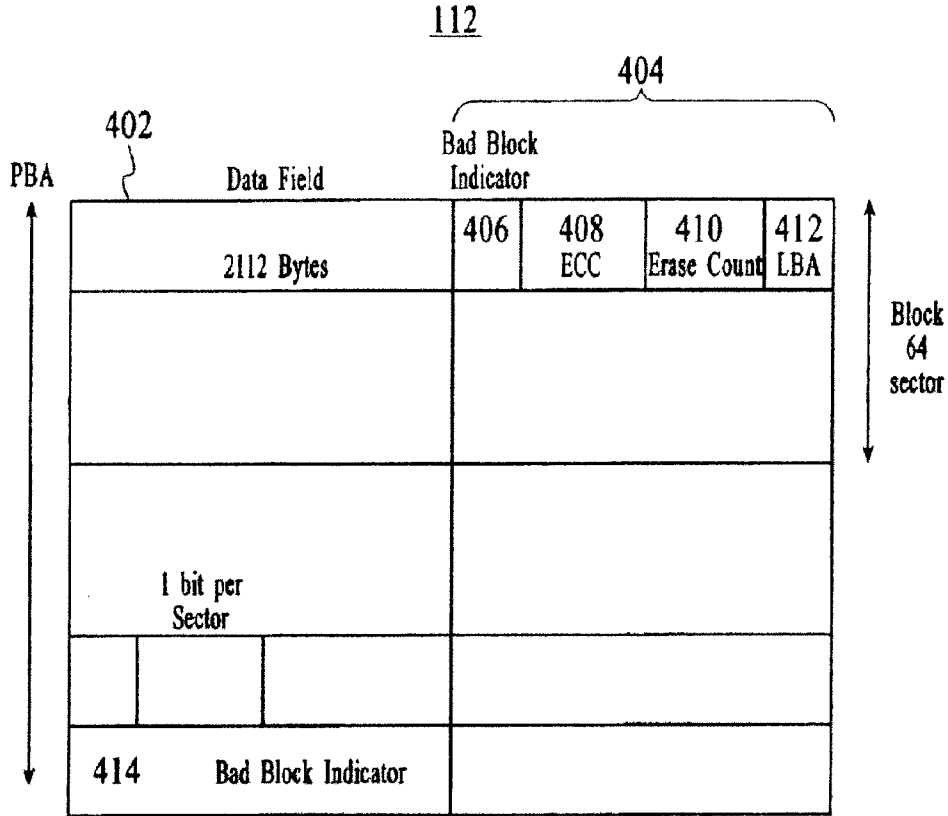 112
404
402
Bad Block
Indicator
PBA
Data Field
406
408
410
412
2112 Bytes
ECC
Erase Count
LBA
Block
64
sector
1 bit per
Sector
414
Bad Block Indicator